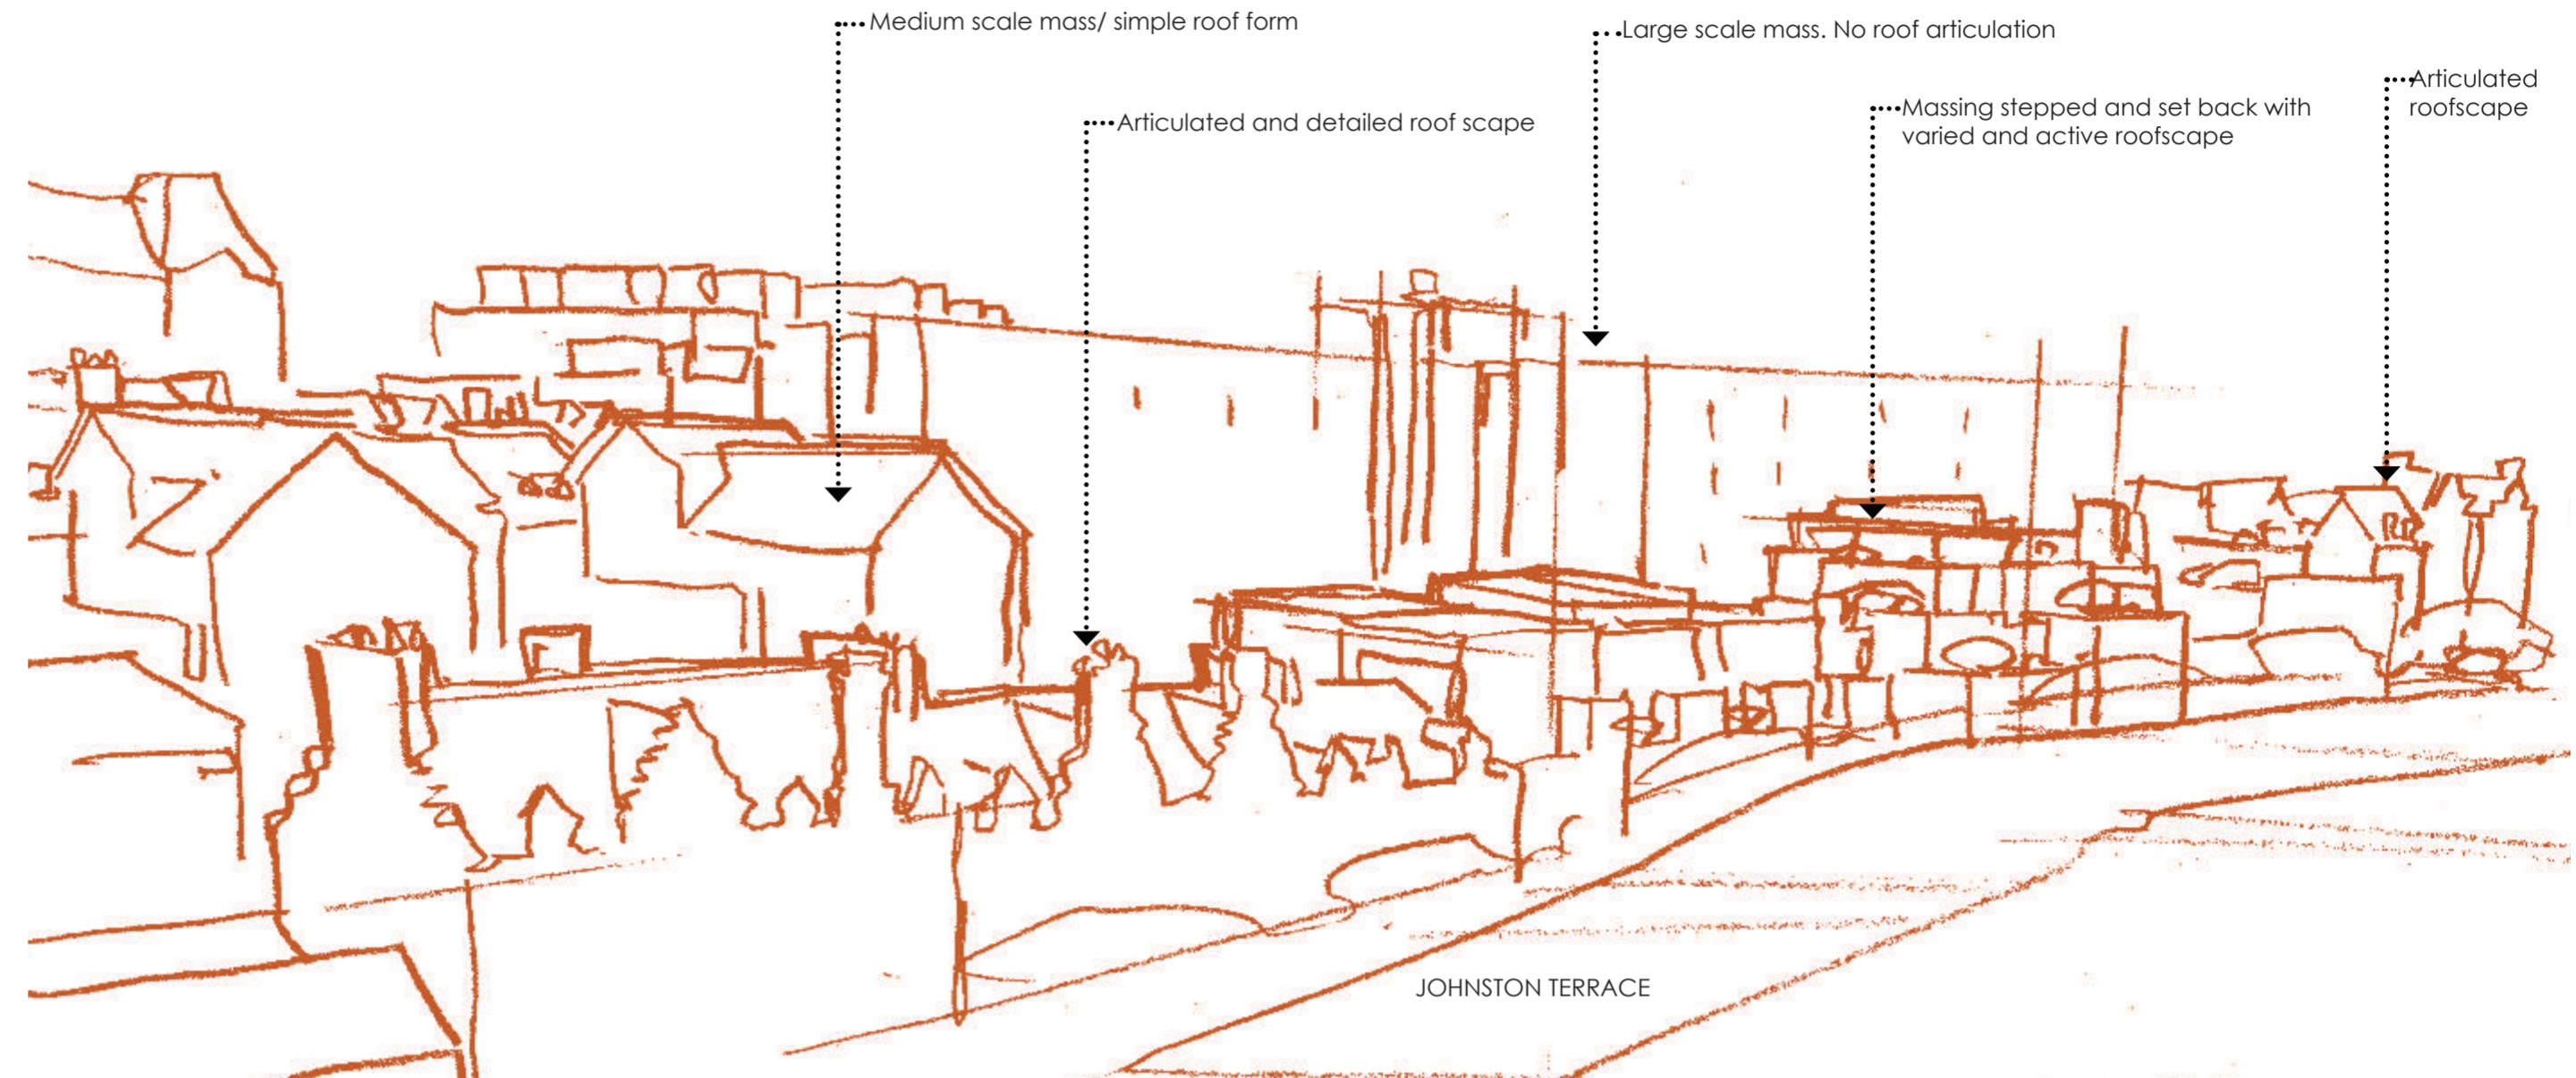 Medium scale mass/ simple roof form
Large scale mass. No roof articulation
Articulated
roofscape
Massing stepped and set back with
varied and active roofscape
Articulated and detailed roof scape
JOHNSTON TERRACE